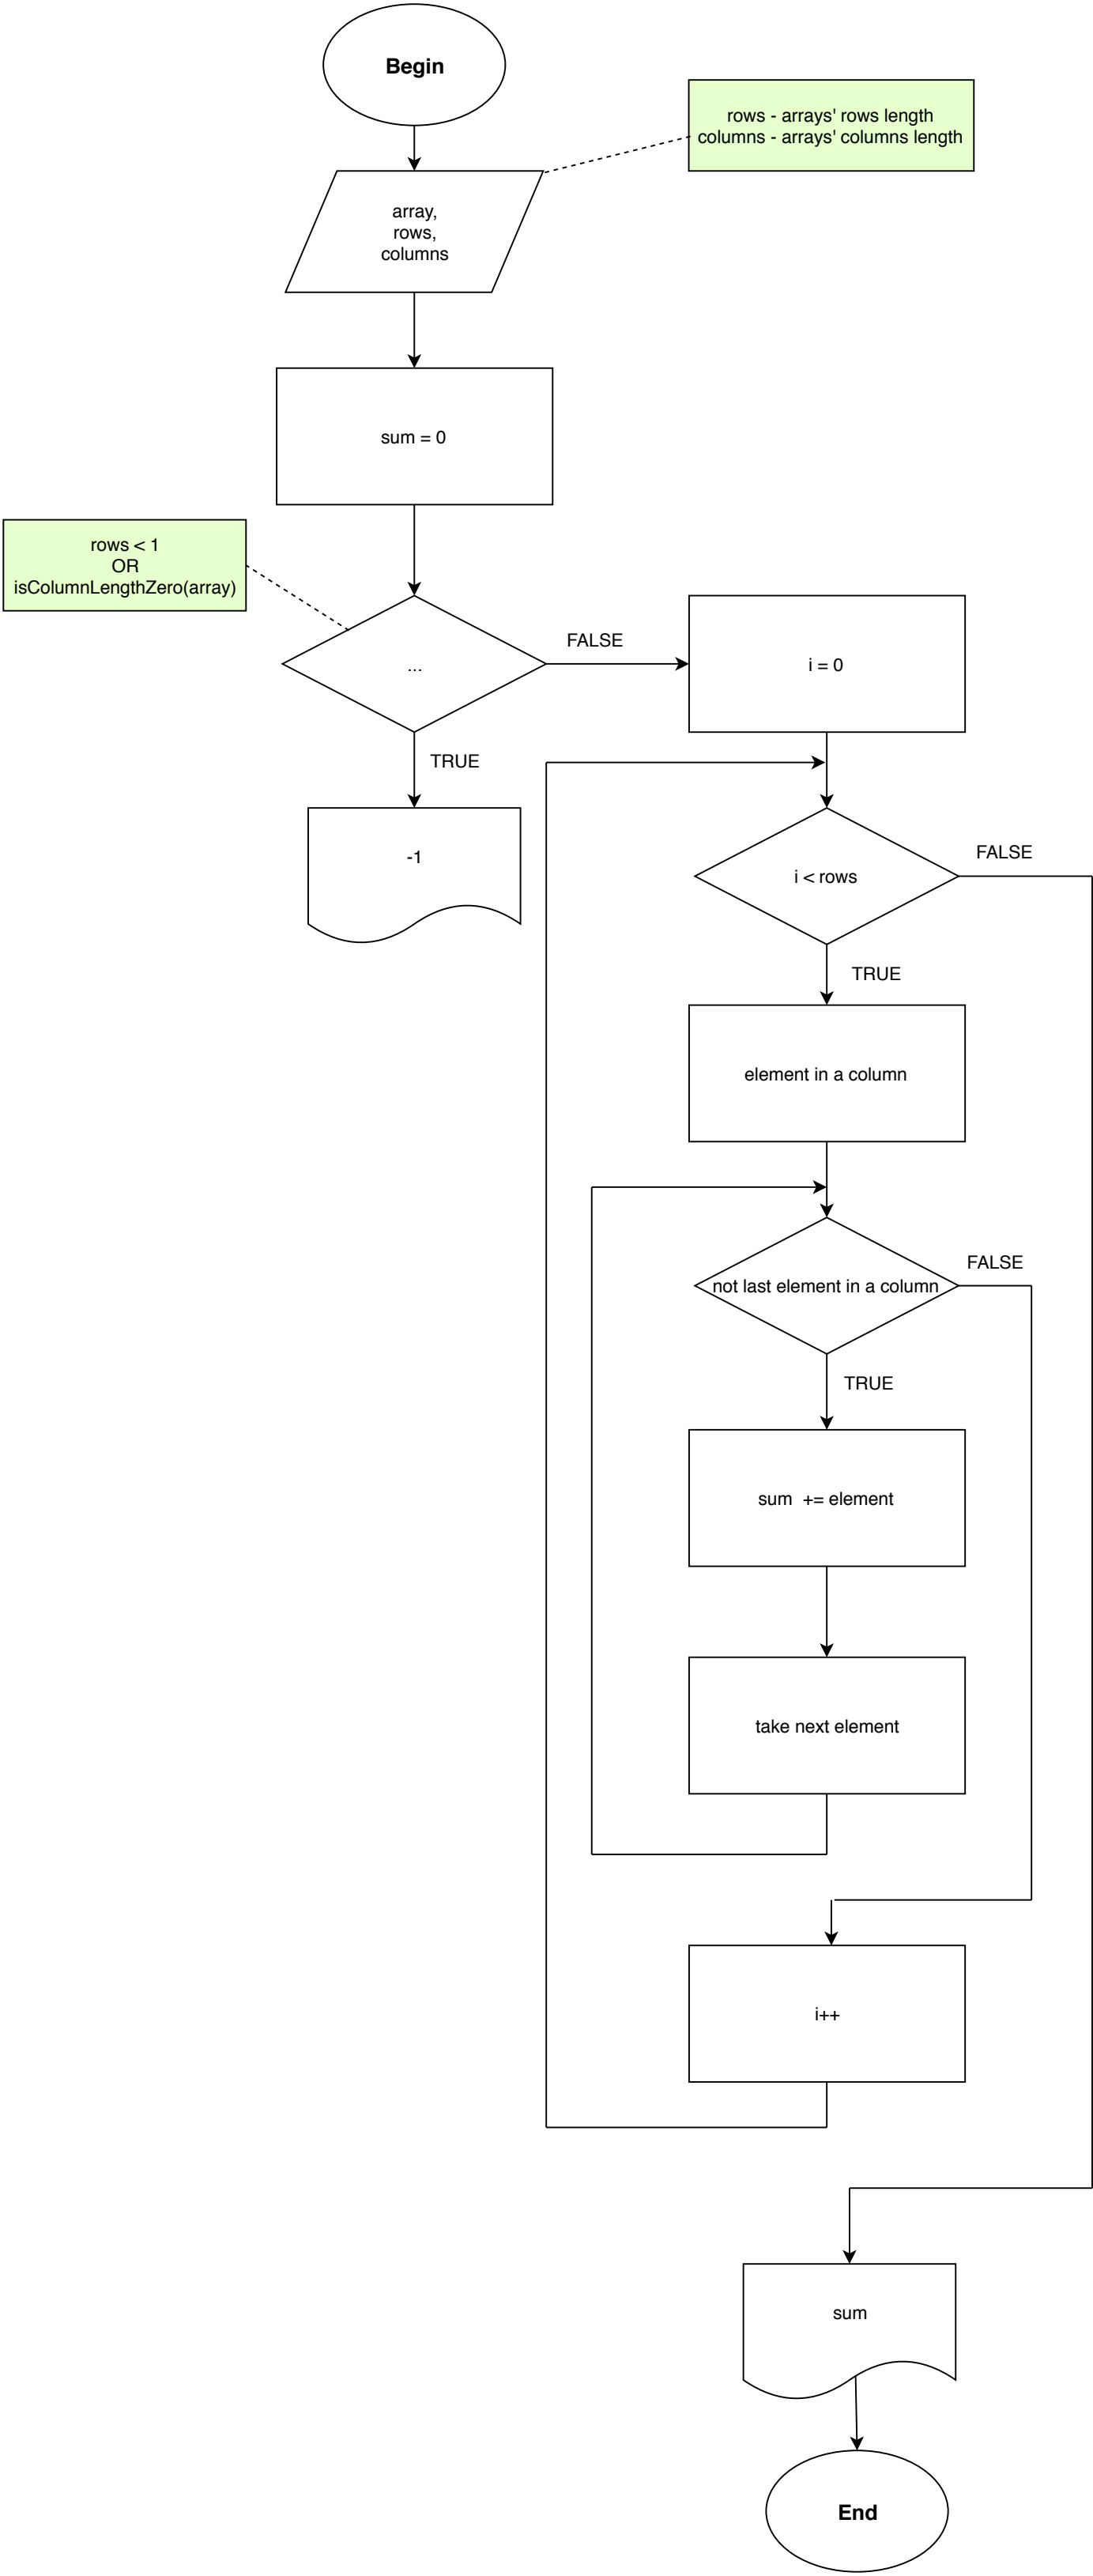 Begin
rows - arrays' rows length
columns - arrays' columns length
array,
rows,
columns
sum = 0
rows < 1
OR
isColumnLengthZero(array)
...
FALSE
i = 0
TRUE
-1
i < rows
FALSE
TRUE
element in a column
not last element in a column
FALSE
TRUE
sum  += element
take next element
i++
sum
End